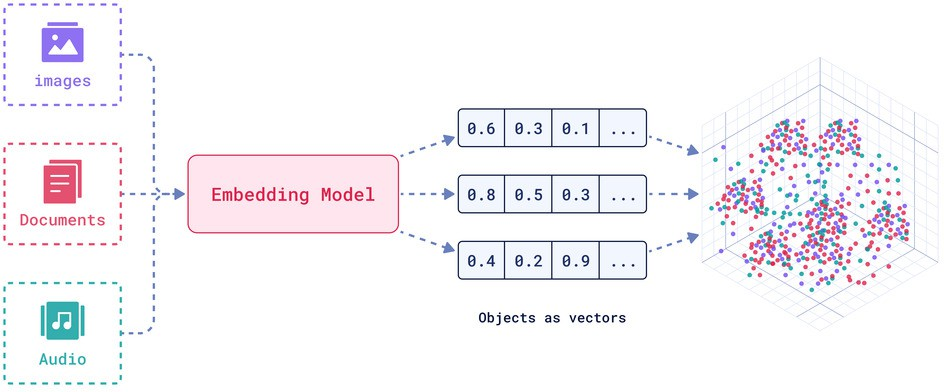 images
Documents
Audio
Embedding Model
0.6 0.3 0.1 ...
0.8 0.5 0.3 ...
0.4 0.2 0.9 ...
Objects as vectors